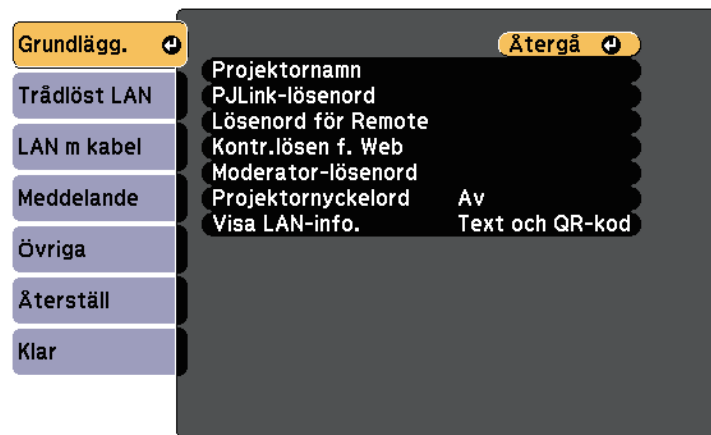 Grundlägg.
Trådlöst LAN
LAN m kabel
Meddelande
Övriga
Återställ
Klar
Återgå
Projektornamn
PJLink-lösenord
Lösenord för Remote
Kontr.lösen f. Web
Moderator-lösenord
Projektornyckelord Av
Visa LAN-info. Text och QR-kod